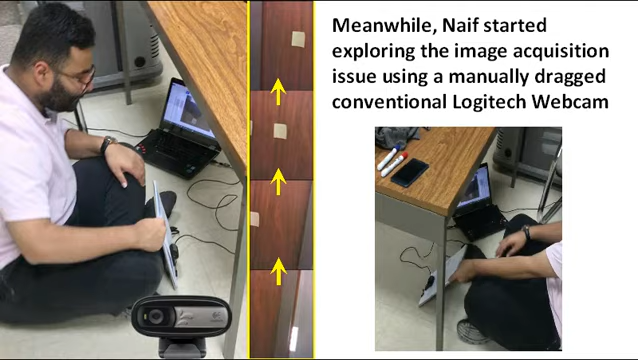 Meanwhile, Naif started
exploring the image acquisition
issue using a manually dragged
conventional Logitech Webcam